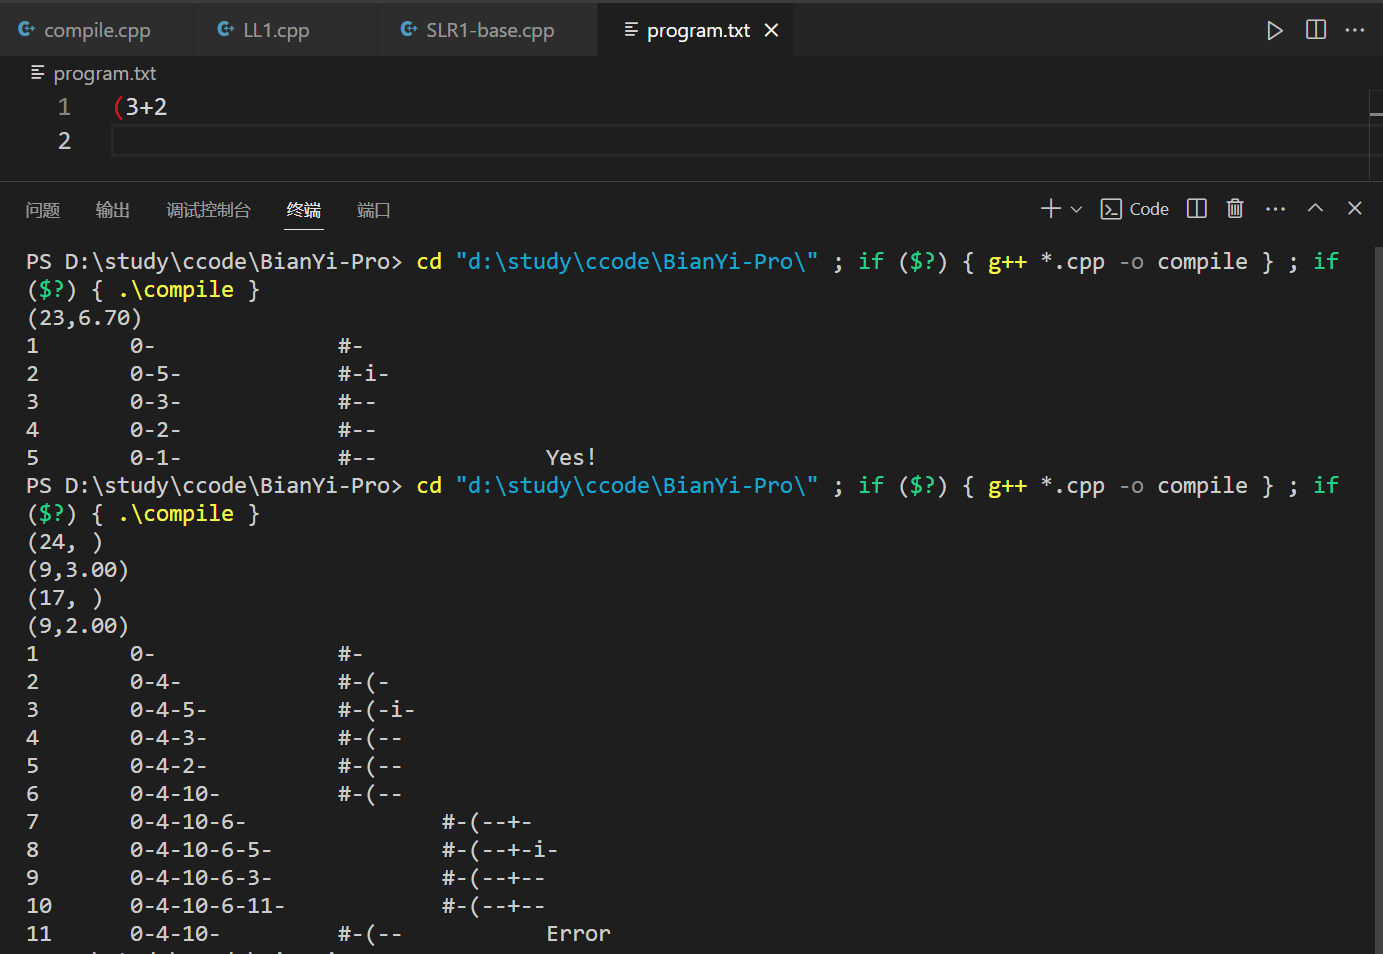 compile.cpp LL1.cpp SLR1-base.cpp program.txt
program.txt
1 (3+2
2
问题 输出 调试控制台 终端 端口 Code
PS D:\study\ccode\BianYi-Pro> cd "d:\study\ccode\BianYi-Pro\" ; if ($?) { g++ *.cpp -o compile } ; if
($?) { .\compile }
(23,6.70)
1 0- #-
2 0-5- #-i-
3 0-3- #--
4 0-2- #--
5 0-1- #-- Yes!
PS D:\study\ccode\BianYi-Pro> cd "d:\study\ccode\BianYi-Pro\" ; if ($?) { g++ *.cpp -o compile } ; if
($?) { .\compile }
(24, )
(9,3.00)
(17, )
(9,2.00)
1 0- #-
2 0-4- #-(-
3 0-4-5- #-(-i-
4 0-4-3- #-(--
5 0-4-2- #-(--
6 0-4-10- #-(--
7 0-4-10-6- #-(--+-
8 0-4-10-6-5- #-(--+-i-
9 0-4-10-6-3- #-(--+--
10 0-4-10-6-11- #-(--+--
11 0-4-10- #-(-- Error